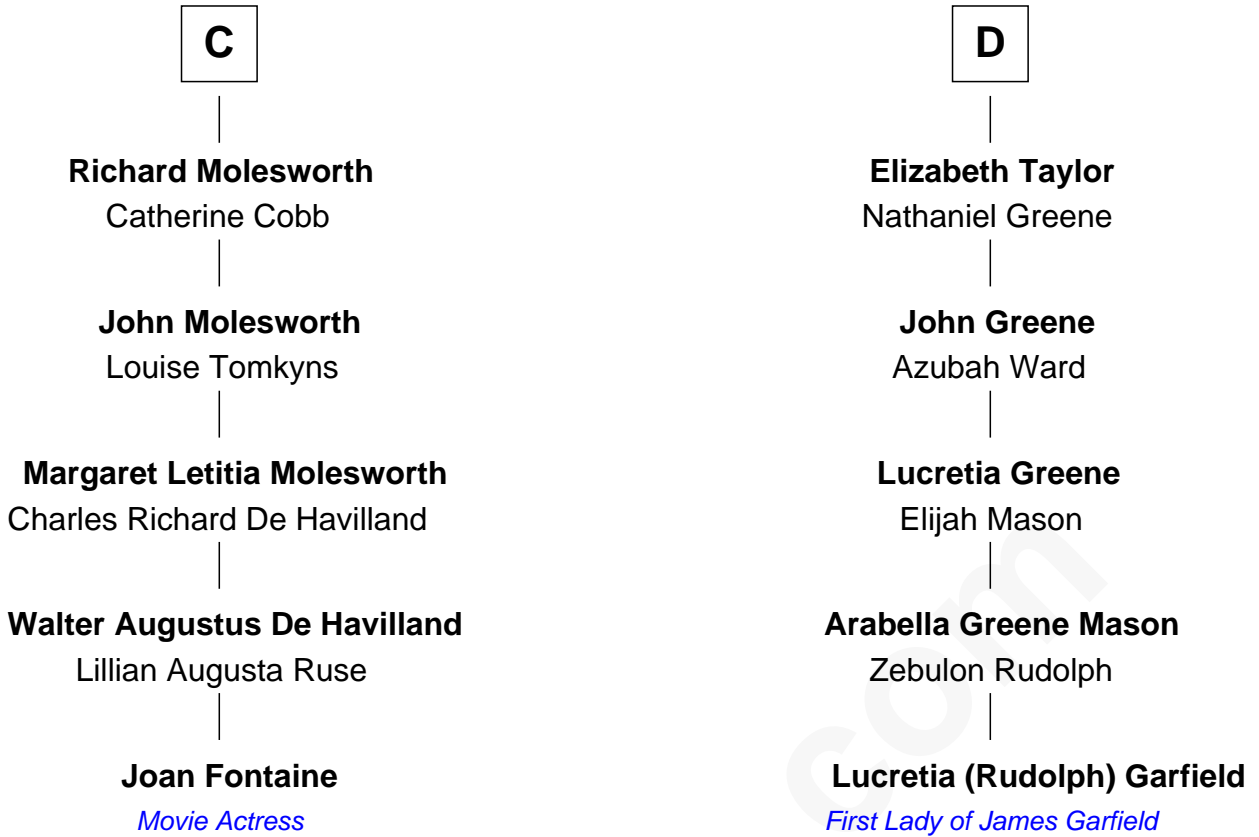 C
Richard Molesworth
Catherine Cobb
John Molesworth
Louise Tomkyns
Margaret Letitia Molesworth
Charles Richard De Havilland
Walter Augustus De Havilland
Lillian Augusta Ruse
Joan Fontaine
Movie Actress
D
Elizabeth Taylor
Nathaniel Greene
John Greene
Azubah Ward
Lucretia Greene
Elijah Mason
Arabella Greene Mason
Zebulon Rudolph
Lucretia (Rudolph) Garfield
First Lady of James Garfield
com